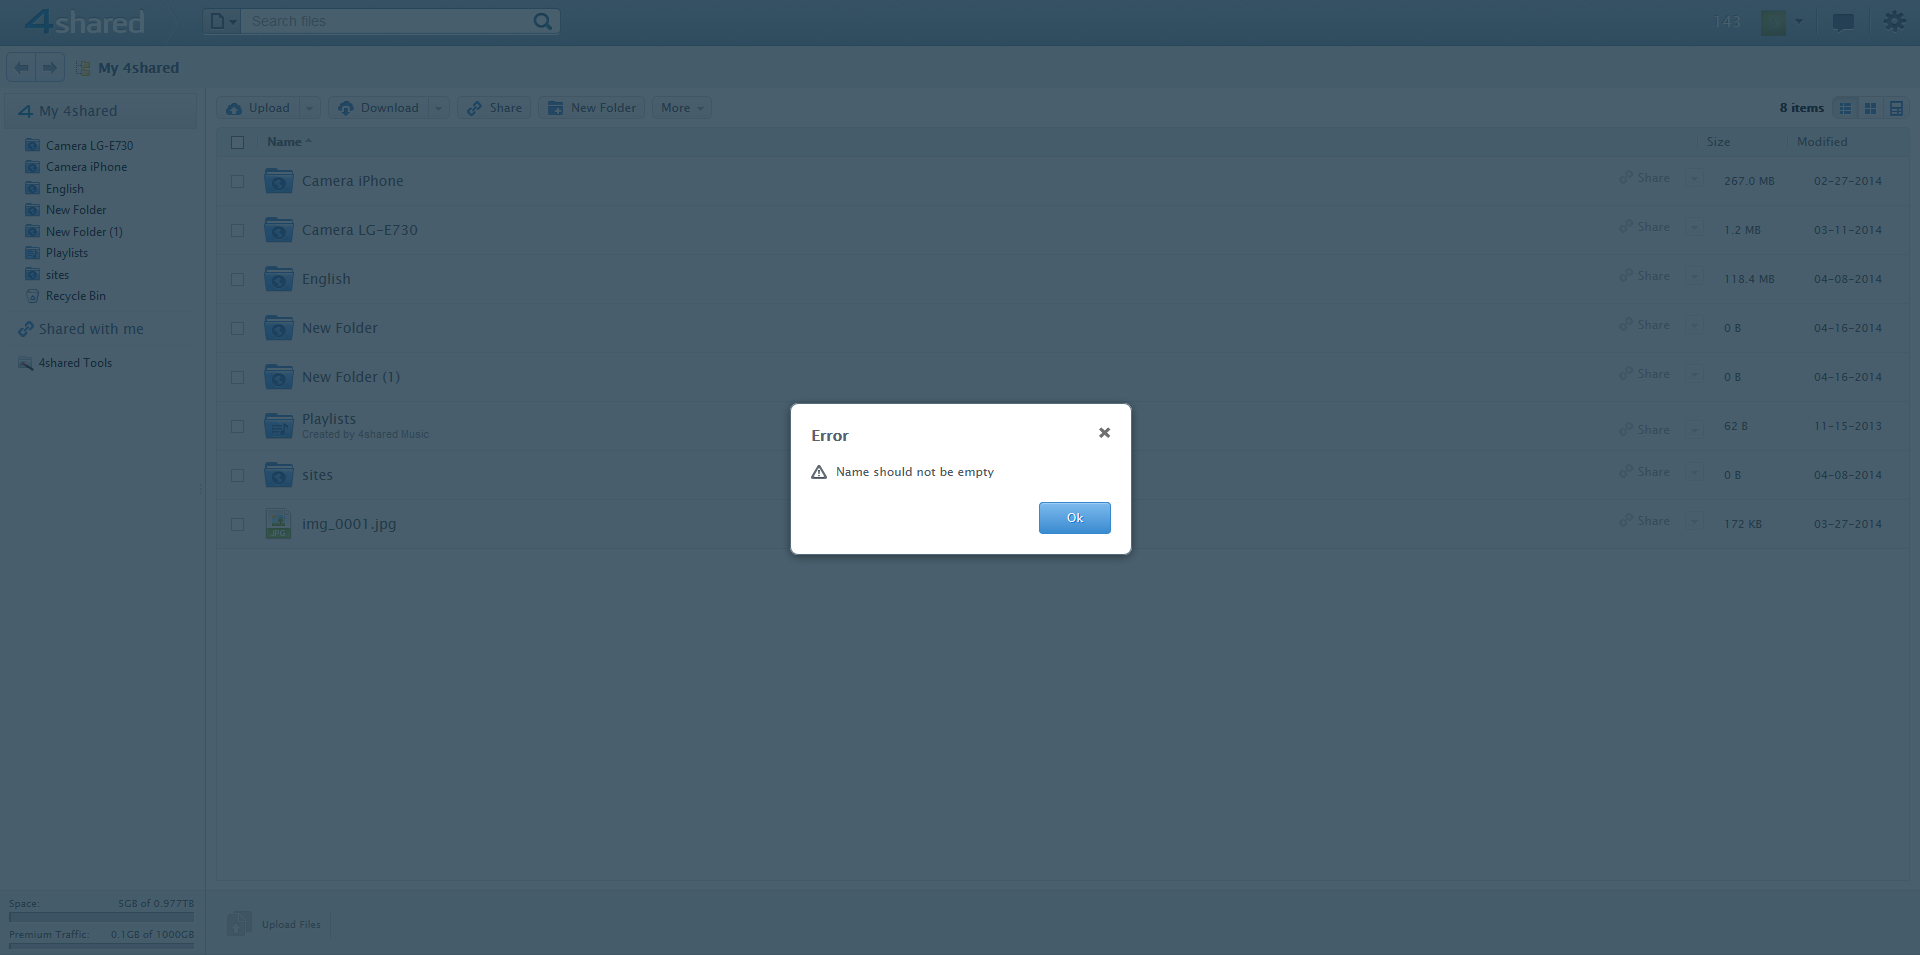 4shared
Search files
143
My 4shared
My 4shared
Camera LG-E730
Camera iPhone
English
New Folder
New Folder (1)
Playlists
sites
Recycle Bin
Shared with me
4shared Tools
Upload Download Share New Folder More 8 items
Name Size Modified
Camera iPhone Share 267.0 MB 02-27-2014
Camera LG-E730 Share 1.2 MB 03-11-2014
English Share 118.4 MB 04-08-2014
New Folder Share 0 B 04-16-2014
New Folder (1) Share 0 B 04-16-2014
Playlists Share 62 B 11-15-2013
Created by 4shared Music
sites Share 0 B 04-08-2014
JPG img_0001.jpg Share 172 KB 03-27-2014
Error
Name should not be empty
Ok
Space: 5GB of 0.977TB
Premium Traffic: 0.1GB of 1000GB
Upload Files